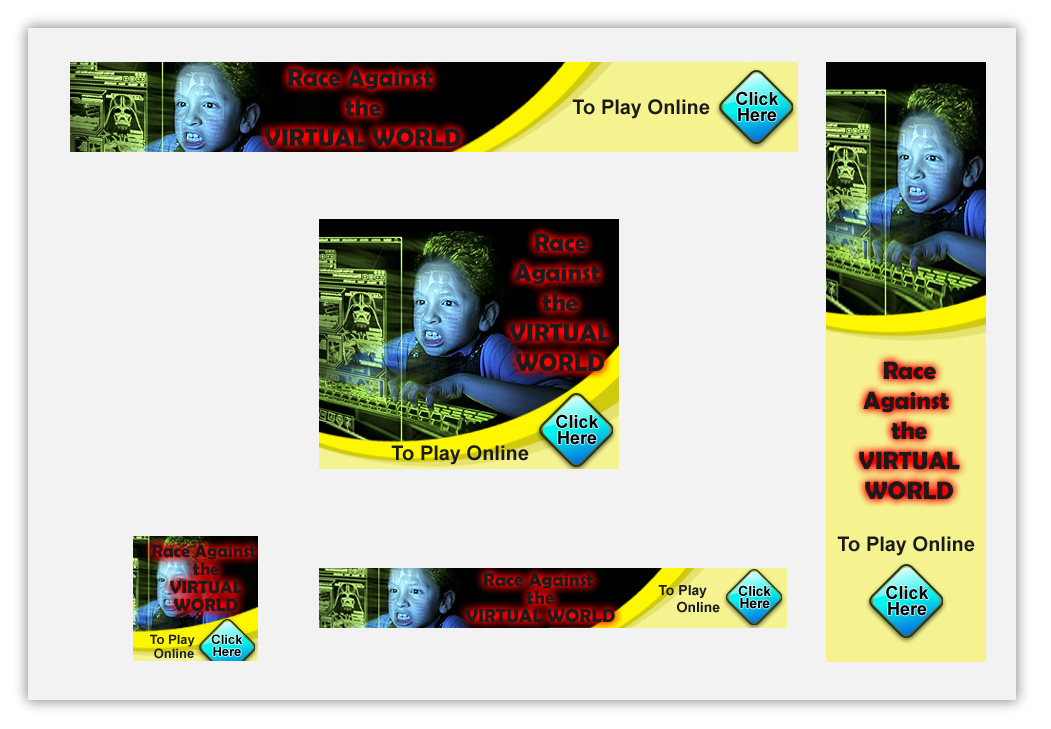 Race Against
the
VIRTUAL WORLD
To Play Online
Click
Here
Race
Against
the
VIRTUAL
WORLD
To Play Online
Click
Here
Race
Against
the
VIRTUAL
WORLD
To Play Online
Click
Here
Race Against
the
VIRTUAL
WORLD
To Play
Online
Click
Here
Race Against
the
VIRTUAL WORLD
To Play
Online
Click
Here